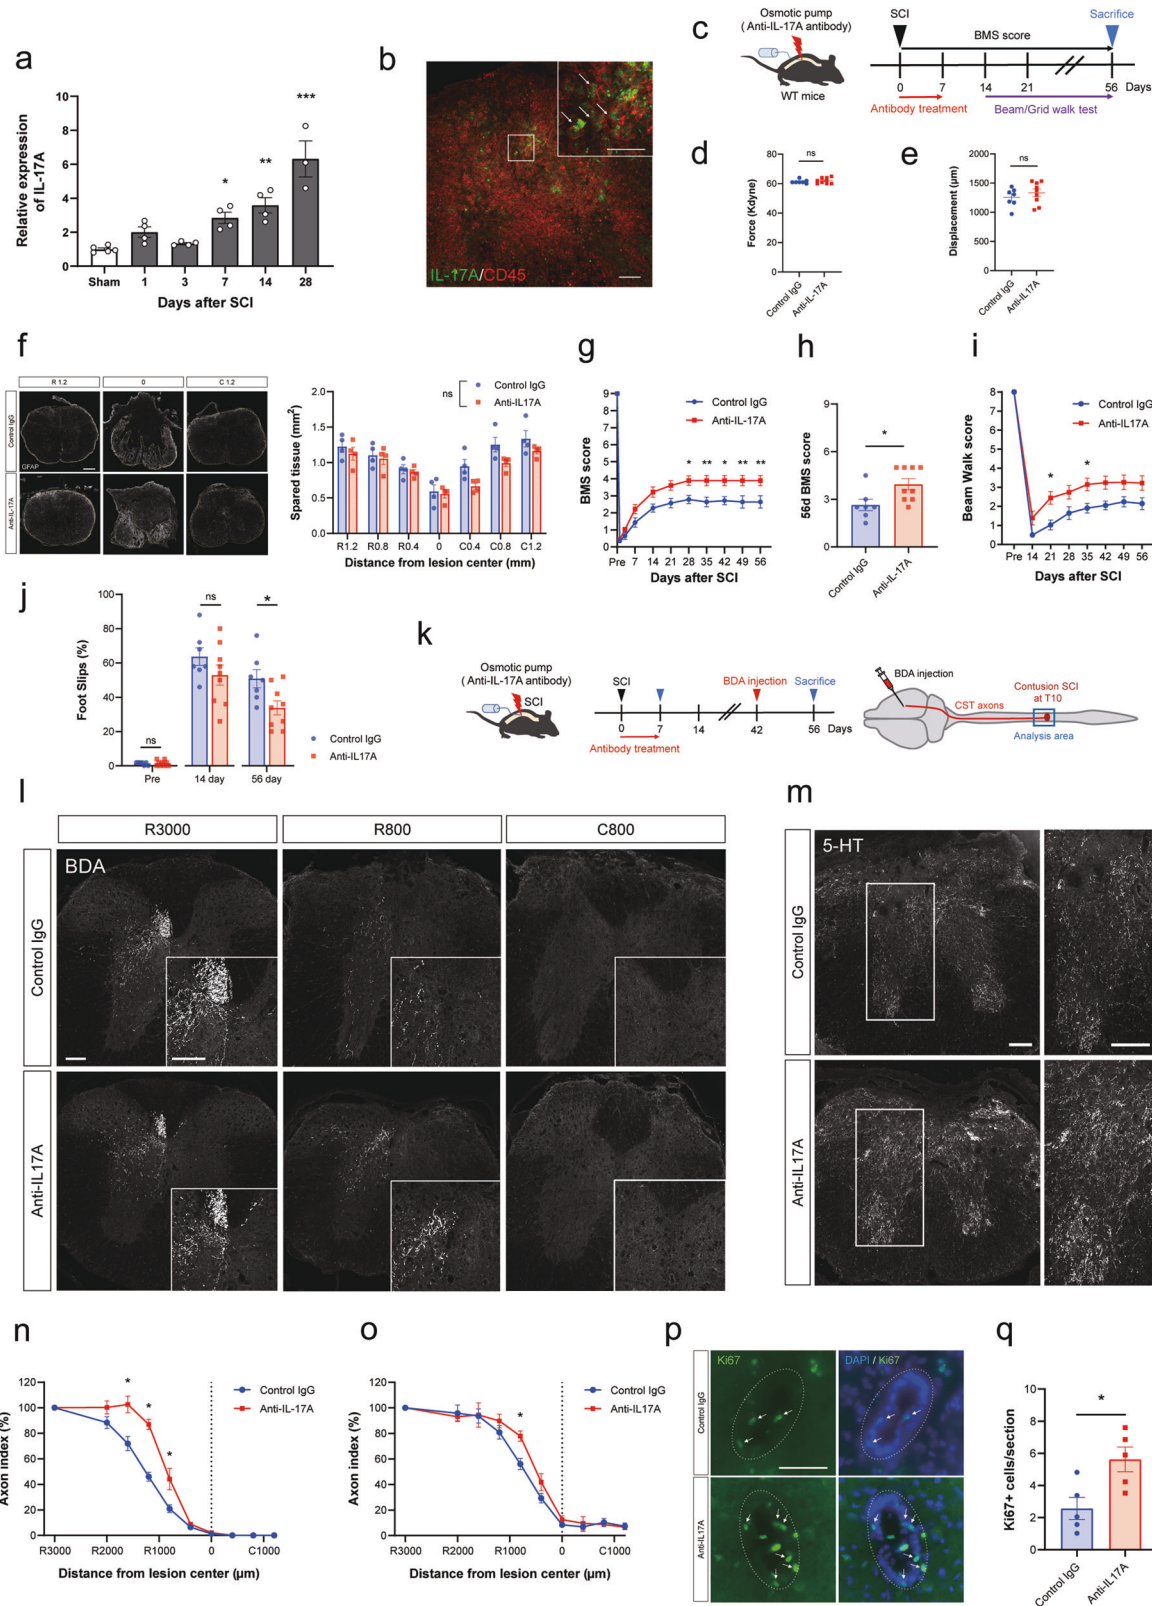 a
Relative expression
of IL-17A
10
8
6
4
2
0
*
**
***
Sham 1 3 7 14 28
Days after SCI
b
IL-17A/CD45
c
Osmotic pump
( Anti-IL-17A antibody)
WT mice
SCI
Sacrifice
BMS score
0 7 14 21 56 Days
Antibody treatment
Beam/Grid walk test
d
Force (Kdyne)
80
60
40
20
0
ns
Control IgG
Anti-IL-17A
e
Displacement (µm)
2000
1500
1000
500
0
ns
Control IgG
Anti-IL17A
f
R 1.2
0
C 1.2
Control IgG
Anti-IL-17A
GFAP
Spared tissue (mm²)
2.0
1.5
1.0
0.5
0.0
ns
Control IgG
Anti-IL17A
R1.2 R0.8 R0.4 0 C0.4 C0.8 C1.2
Distance from lesion center (mm)
g
BMS score
9
8
7
6
5
4
3
2
1
0
Control IgG
Anti-IL-17A
* ** * ** **
Pre 7 14 21 28 35 42 49 56
Days after SCI
h
56d BMS score
9
6
3
0
*
Control IgG
Anti-IL-17A
i
Beam Walk score
8
7
6
5
4
3
2
1
0
Control IgG
Anti-IL17A
* *
Pre 14 21 28 35 42 49 56
Days after SCI
j
Foot Slips (%)
100
80
60
40
20
0
ns
ns
*
Pre 14 day 56 day
Control IgG
Anti-IL17A
k
Osmotic pump
( Anti-IL-17A antibody)
SCI
SCI
BDA injection
Sacrifice
0 7 14 42 56 Days
Antibody treatment
BDA injection
CST axons
Contusion SCI
at T10
Analysis area
l
R3000
R800
C800
Control IgG
Anti-IL17A
BDA
m
5-HT
Control IgG
Anti-IL17A
n
Axon index (%)
120
100
80
60
40
20
0
Control IgG
Anti-IL-17A
*
*
*
R3000 R2000 R1000 0 C1000
Distance from lesion center (µm)
o
Axon index (%)
120
100
80
60
40
20
0
Control IgG
Anti-IL17A
*
R3000 R2000 R1000 0 C1000
Distance from lesion center (µm)
p
Control IgG
Anti-IL17A
Ki67
DAPI / Ki67
q
Ki67+ cells/section
10
8
6
4
2
0
*
Control IgG
Anti-IL17A